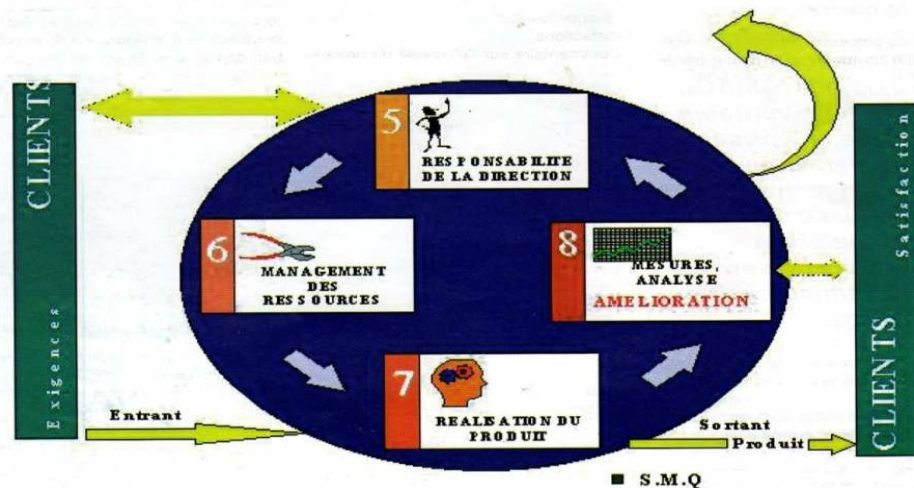 CLIENTS
Exigences
5
RESPONSABILITE
DE LA DIRECTION
6
MANAGEMENT
DES
RESSOURCES
8
MESURES,
ANALYSE
AMELIORATION
7
REALISATION DU
PRODUIT
Entrant
Sortant
Produit
CLIENTS
Satisfaction
S.M.Q